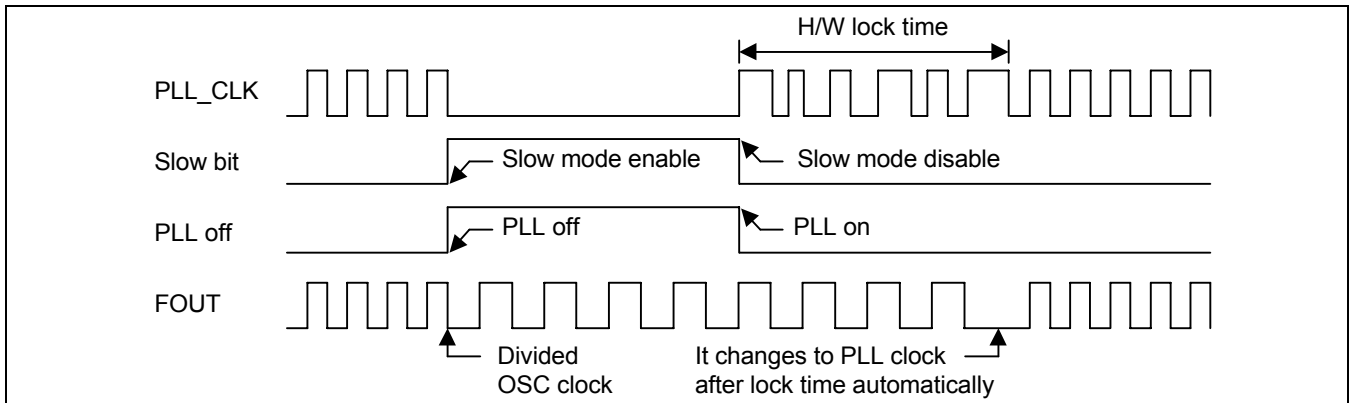 H/W lock time
PLL_CLK
Slow bit
Slow mode enable
Slow mode disable
PLL off
PLL off
PLL on
FOUT
Divided
OSC clock
It changes to PLL clock
after lock time automatically